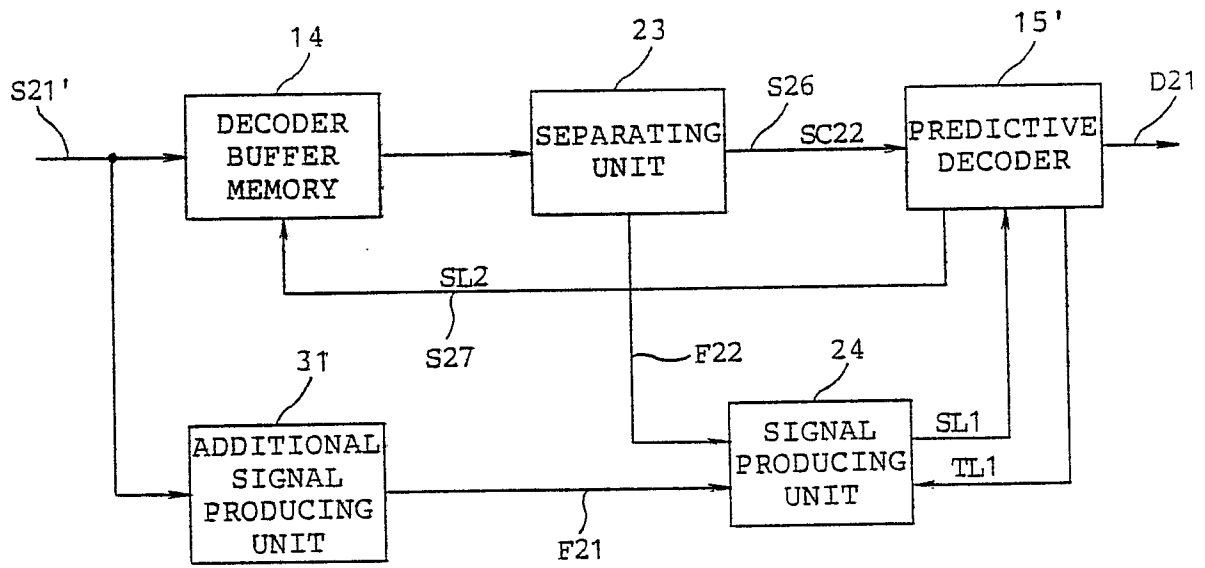 14
23
15'
S21'
S26
D21
DECODER
BUFFER
MEMORY
SEPARATING
UNIT
SC22
PREDICTIVE
DECODER
SL2
S27
F22
31
24
ADDITIONAL
SIGNAL
PRODUCING
UNIT
SIGNAL
PRODUCING
UNIT
SL1
TL1
F21